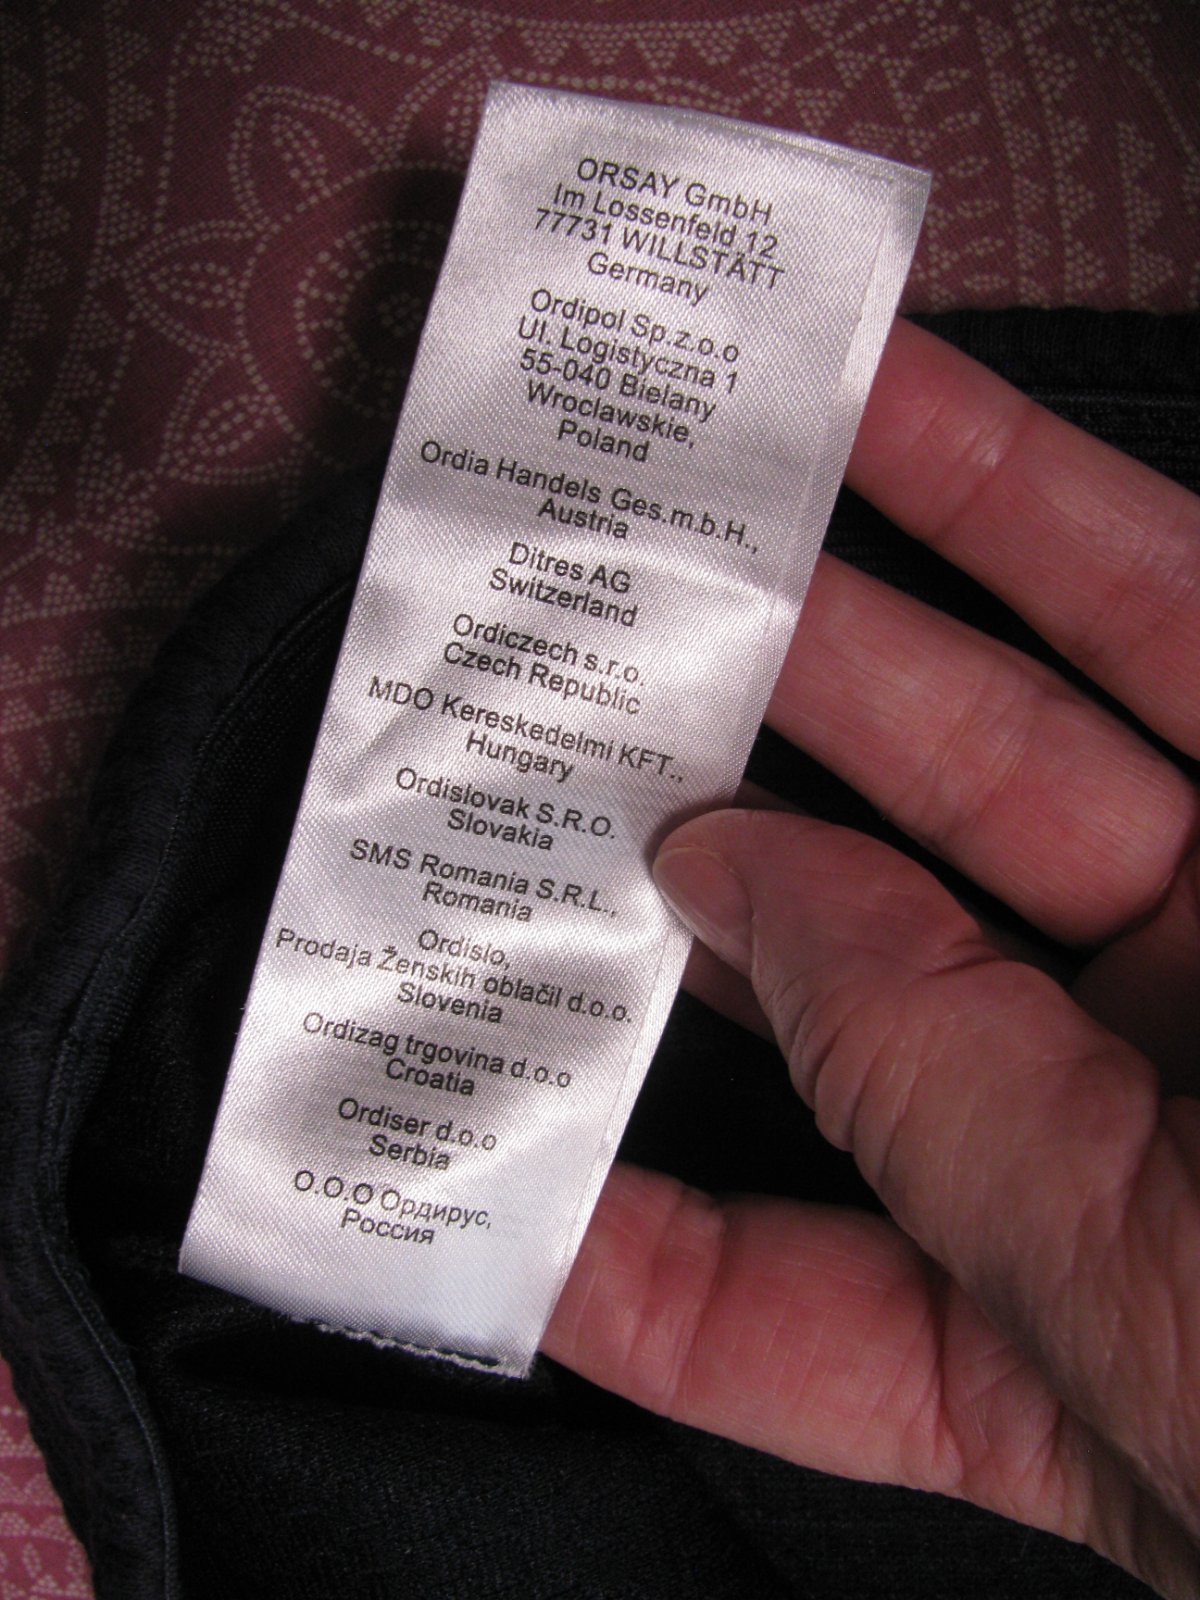 ORSAY GmbH
Im Lossenfeld 12
77731 WILLSTÄTT
Germany
Ordipol Sp.z.o.o
Ul. Logistyczna 1
55-040 Bielany
Wroclawskie,
Poland
Ordia Handels Ges.m.b.H.,
Austria
Ditres AG
Switzerland
Ordiczech s.r.o.
Czech Republic
MDO Kereskedelmi KFT.,
Hungary
Ordislovak S.R.O.
Slovakia
SMS Romania S.R.L.,
Romania
Ordislo,
Prodaja Ženskih oblačil d.o.o.
Slovenia
Ordizag trgovina d.o.o
Croatia
Ordiser d.o.o
Serbia
О.О.О Ордирус,
Россия